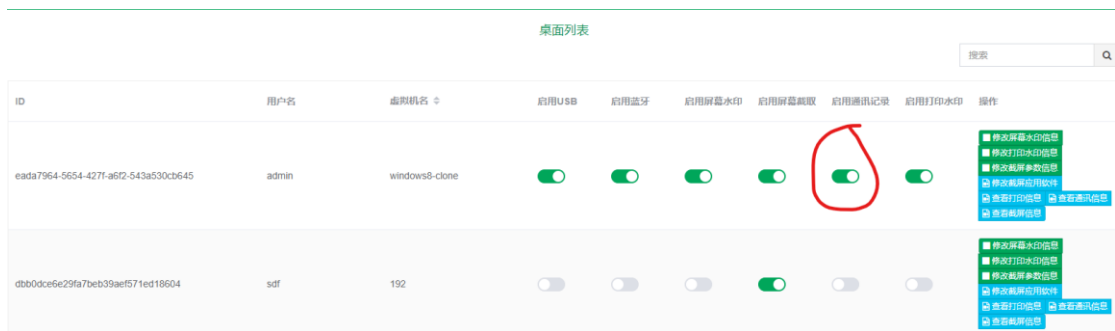 桌面列表
搜索
ID 用户名 虚拟机名 启用USB 启用蓝牙 启用屏幕水印 启用屏幕截取 启用通讯记录 启用打印水印 操作
eada7964-5654-427f-a6f2-543a530cb645 admin windows8-clone
修改屏幕水印信息
修改打印水印信息
修改截屏参数信息
修改截屏应用软件
查看打印信息 查看通讯信息
查看截屏信息
dbb0dce6e29fa7beb39aef571ed18604 sdf 192
修改屏幕水印信息
修改打印水印信息
修改截屏参数信息
修改截屏应用软件
查看打印信息 查看通讯信息
查看截屏信息